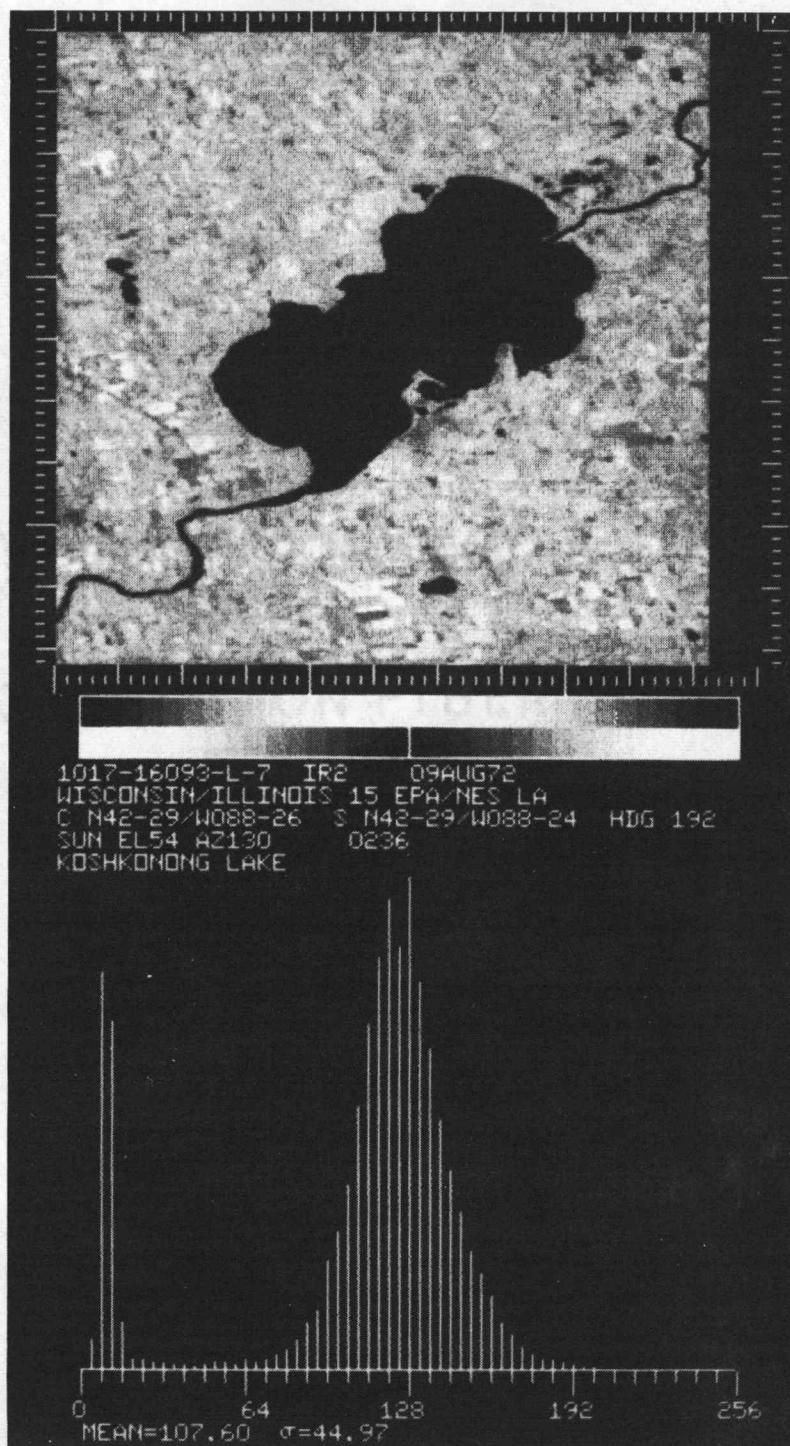 1017-16093-L-7 IR2 09AUG72
WISCONSIN/ILLINOIS 15 EPA/NES LA
C N42-29/W088-26 S N42-29/W088-24 HDG 192
SUN EL54 AZ130 0236
KOSHKONONG LAKE
0 64 128 192 256
MEAN=107.60 σ=44.97